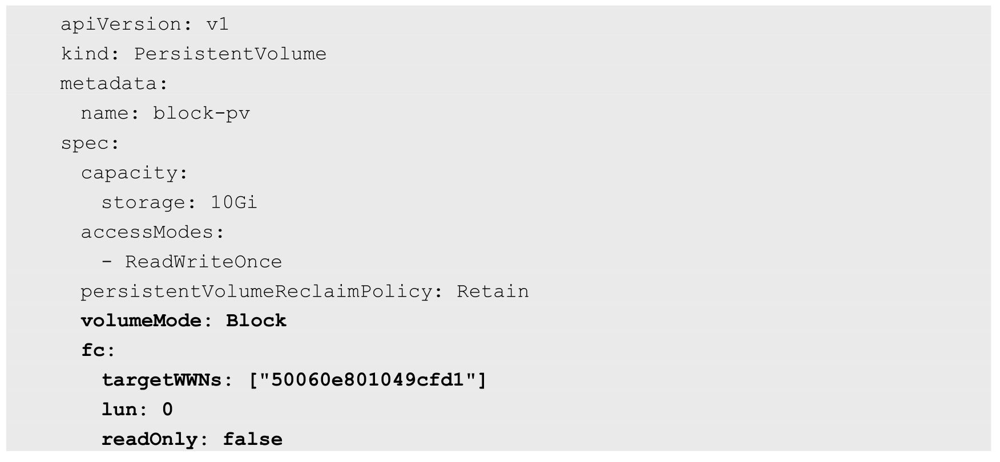 apiVersion: v1
kind: PersistentVolume
metadata:
  name: block-pv
spec:
  capacity:
    storage: 10Gi
  accessModes:
    - ReadWriteOnce
  persistentVolumeReclaimPolicy: Retain
  volumeMode: Block
  fc:
    targetWWNs: ["50060e801049cfd1"]
    lun: 0
    readOnly: false